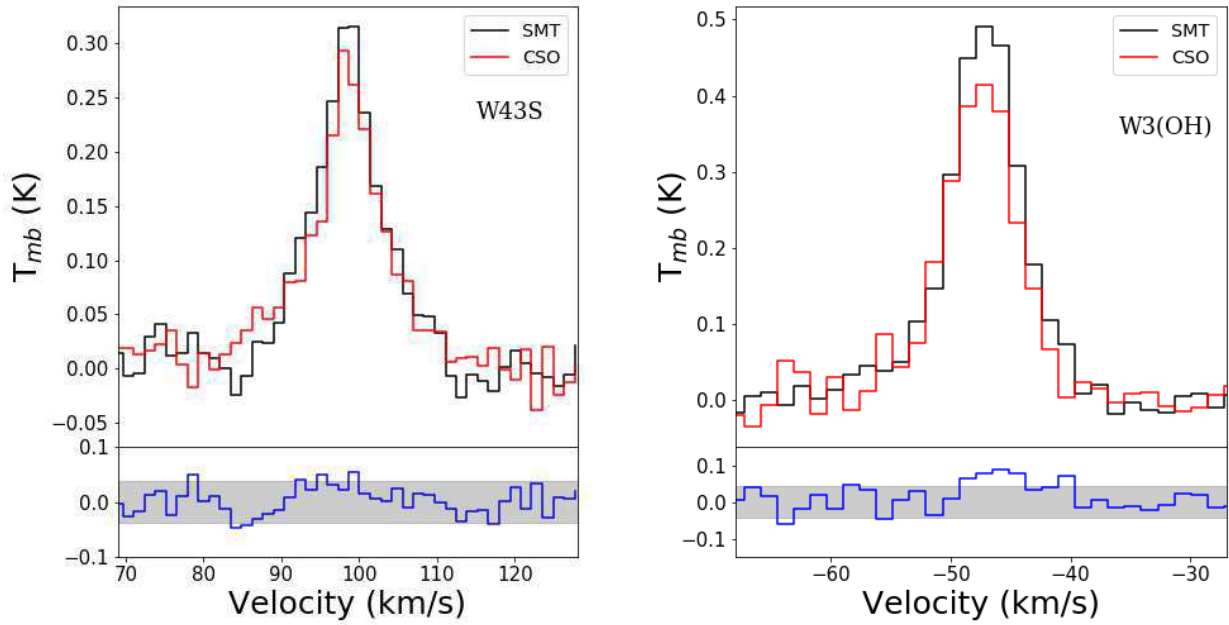 SMT
CSO
W43S
T_mb (K)
0.30
0.25
0.20
0.15
0.10
0.05
0.00
−0.05
0.1
0.0
−0.1
70 80 90 100 110 120
Velocity (km/s)
SMT
CSO
W3(OH)
T_mb (K)
0.5
0.4
0.3
0.2
0.1
0.0
0.1
0.0
−0.1
−60 −50 −40 −30
Velocity (km/s)